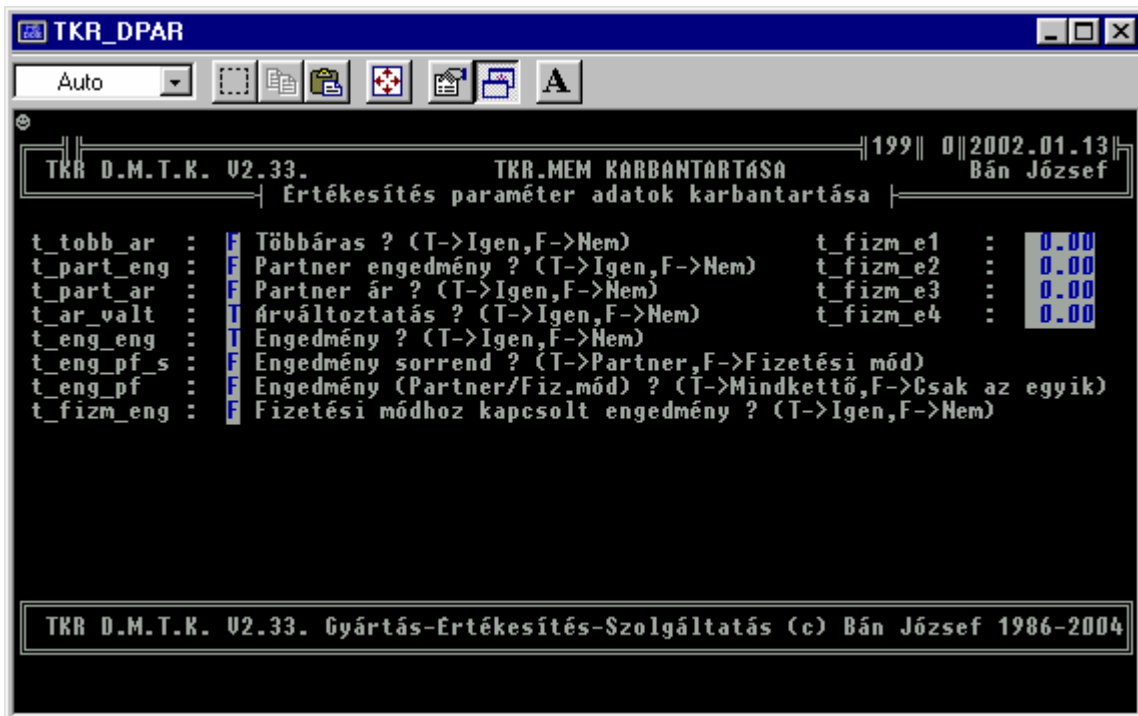 TKR_DPAR
Auto
A
199 0 2002.01.13
TKR D.M.T.K. V2.33. TKR.MEM KARBANTARTáSA Bán József
Értékesítés paraméter adatok karbantartása
t_tobb_ar : F Többáras ? (T->Igen,F->Nem) t_fizm_e1 : 0.00
t_part_eng : F Partner engedmény ? (T->Igen,F->Nem) t_fizm_e2 : 0.00
t_part_ar : F Partner ár ? (T->Igen,F->Nem) t_fizm_e3 : 0.00
t_ar_valt : T Árváltoztatás ? (T->Igen,F->Nem) t_fizm_e4 : 0.00
t_eng_eng : T Engedmény ? (T->Igen,F->Nem)
t_eng_pf_s : F Engedmény sorrend ? (T->Partner,F->Fizetési mód)
t_eng_pf : F Engedmény (Partner/Fiz.mód) ? (T->Mindkettő,F->Csak az egyik)
t_fizm_eng : F Fizetési módhoz kapcsolt engedmény ? (T->Igen,F->Nem)
TKR D.M.T.K. V2.33. Gyártás-Értékesítés-Szolgáltatás (c) Bán József 1986-2004